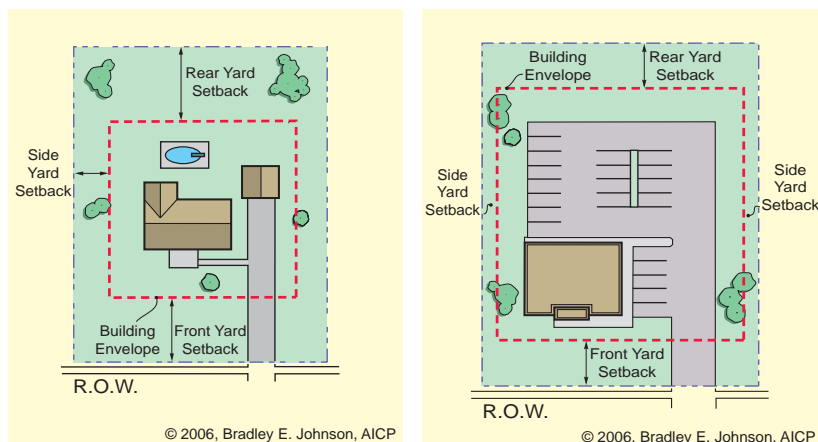 Rear Yard
Setback
Side
Yard
Setback
Building
Envelope
Front Yard
Setback
R.O.W.
© 2006, Bradley E. Johnson, AICP
Building
Envelope
Rear Yard
Setback
Side
Yard
Setback
Side
Yard
Setback
Front Yard
Setback
R.O.W.
© 2006, Bradley E. Johnson, AICP